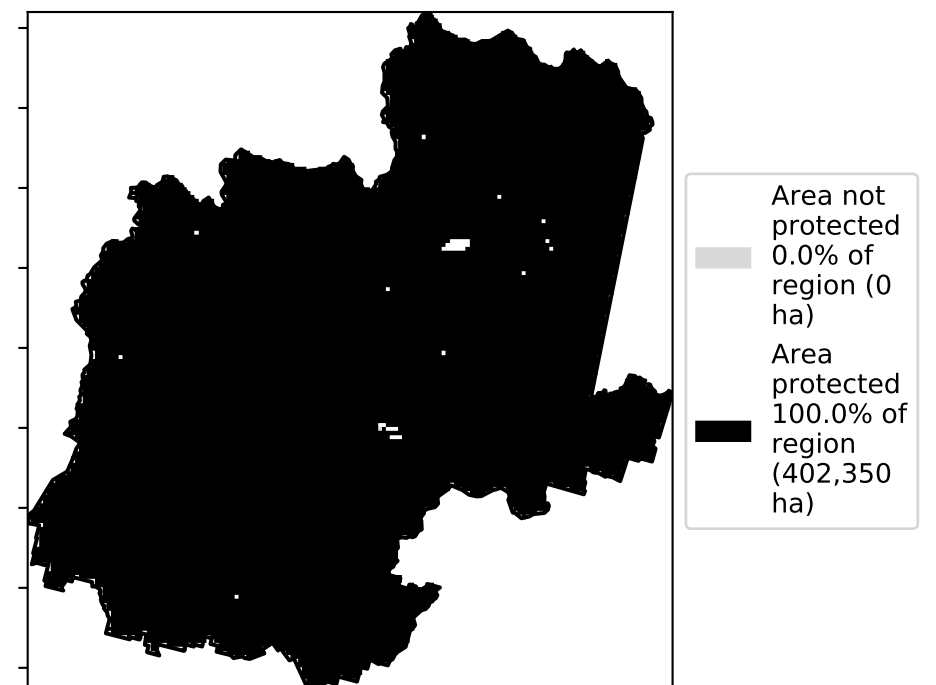 Area not
protected
0.0% of
region (0
ha)
Area
protected
100.0% of
region
(402,350
ha)